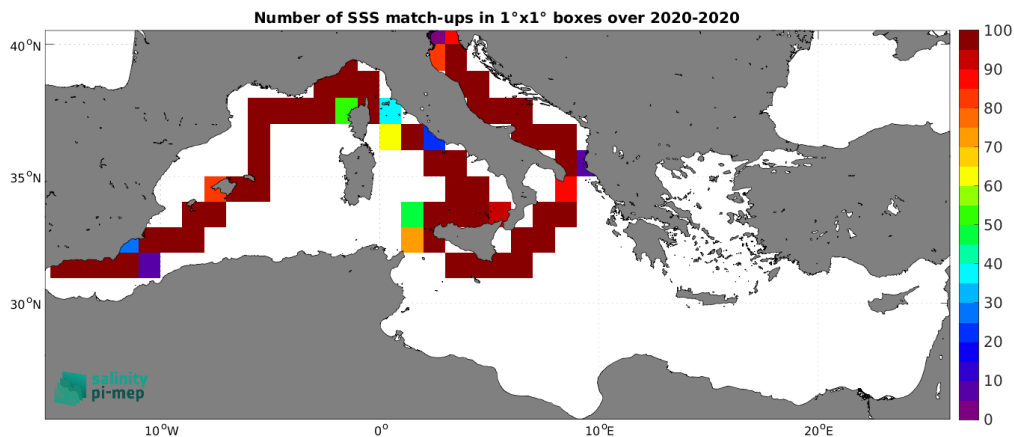 Number of SSS match-ups in 1°x1° boxes over 2020-2020
40°N
35°N
30°N
10°W
0°
10°E
20°E
100
90
80
70
60
50
40
30
20
10
0
salinity
pi-mep